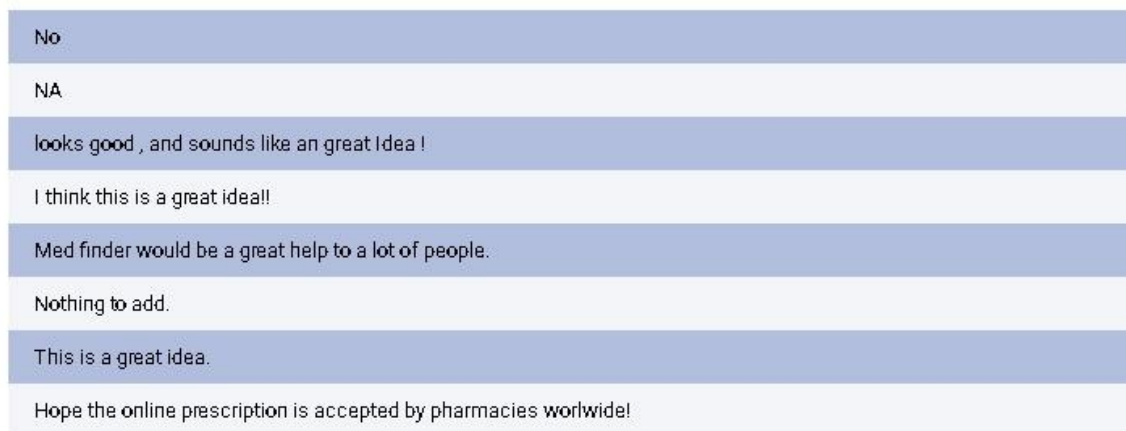 No
NA
looks good , and sounds like an great Idea !
I think this is a great idea!!
Med finder would be a great help to a lot of people.
Nothing to add.
This is a great idea.
Hope the online prescription is accepted by pharmacies worlwide!